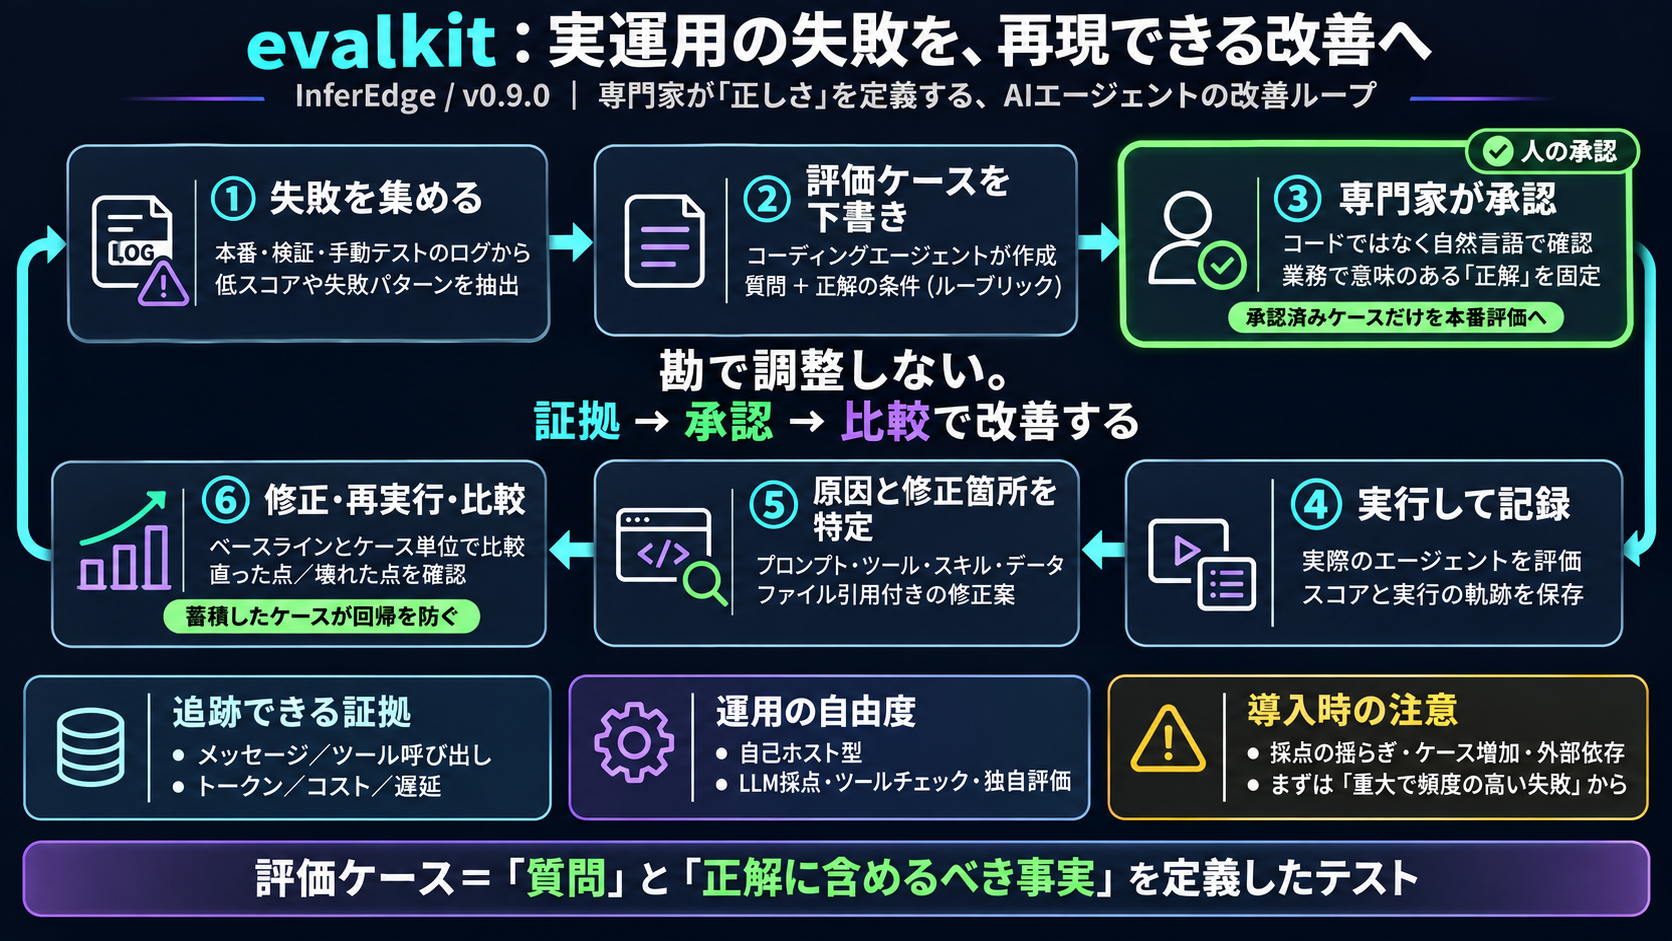 evalkit：実運用の失敗を、再現できる改善へ
InferEdge / v0.9.0 ｜ 専門家が「正しさ」を定義する、AIエージェントの改善ループ
① 失敗を集める
LOG
本番・検証・手動テストのログから
低スコアや失敗パターンを抽出
② 評価ケースを
下書き
コーディングエージェントが作成
質問 + 正解の条件 (ルーブリック)
人の承認
③ 専門家が承認
コードではなく自然言語で確認
業務で意味のある「正解」を固定
承認済みケースだけを本番評価へ
勘で調整しない。
証拠 → 承認 → 比較で改善する
⑥ 修正・再実行・比較
ベースラインとケース単位で比較
直った点／壊れた点を確認
蓄積したケースが回帰を防ぐ
⑤ 原因と修正箇所を
特定
</>
プロンプト・ツール・スキル・データ
ファイル引用付きの修正案
④ 実行して記録
実際のエージェントを評価
スコアと実行の軌跡を保存
追跡できる証拠
● メッセージ／ツール呼び出し
● トークン／コスト／遅延
運用の自由度
● 自己ホスト型
● LLM採点・ツールチェック・独自評価
導入時の注意
● 採点の揺らぎ・ケース増加・外部依存
● まずは「重大で頻度の高い失敗」から
評価ケース＝「質問」と「正解に含めるべき事実」を定義したテスト